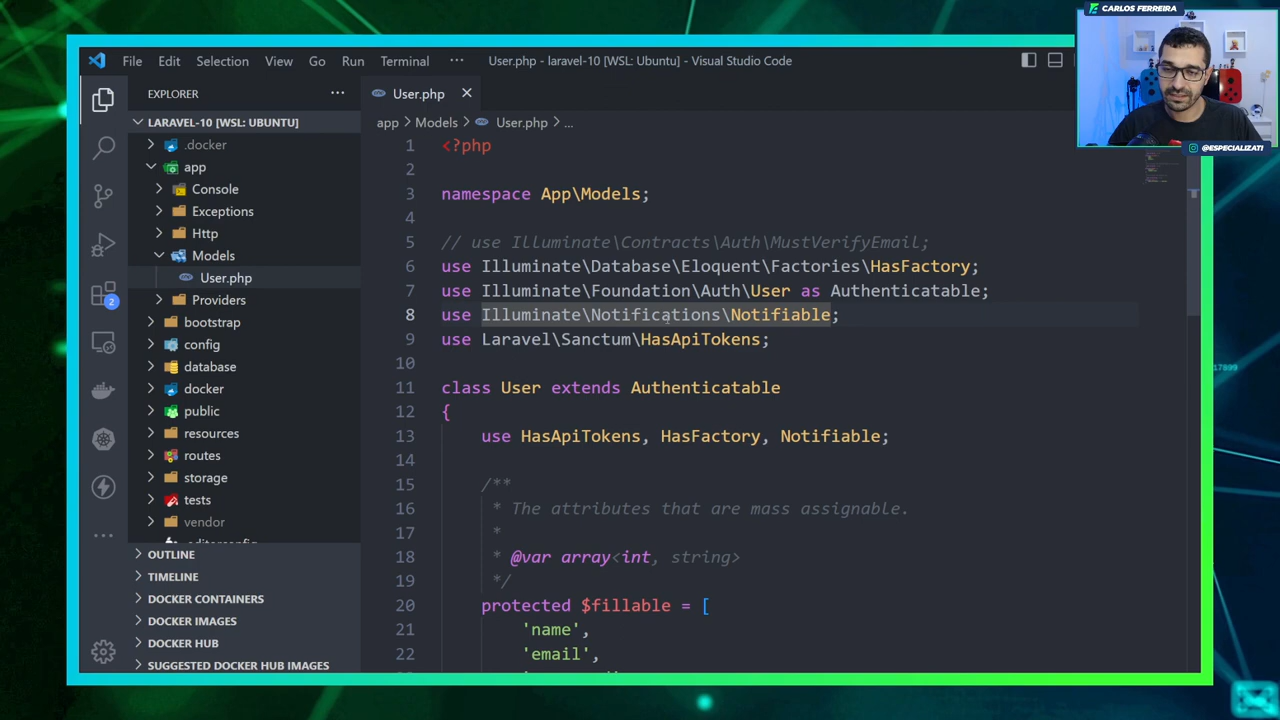 CARLOS FERREIRA
@ESPECIALIZATI
File Edit Selection View Go Run Terminal ··· User.php - laravel-10 [WSL: Ubuntu] - Visual Studio Code
EXPLORER ···
LARAVEL-10 [WSL: UBUNTU]
.docker
app
Console
Exceptions
Http
Models
User.php
Providers
bootstrap
config
database
docker
public
resources
routes
storage
tests
vendor
.editorconfig
OUTLINE
TIMELINE
DOCKER CONTAINERS
DOCKER IMAGES
DOCKER HUB
SUGGESTED DOCKER HUB IMAGES
2
User.php
app > Models > User.php > ...
1 <?php
2
3 namespace App\Models;
4
5 // use Illuminate\Contracts\Auth\MustVerifyEmail;
6 use Illuminate\Database\Eloquent\Factories\HasFactory;
7 use Illuminate\Foundation\Auth\User as Authenticatable;
8 use Illuminate\Notifications\Notifiable;
9 use Laravel\Sanctum\HasApiTokens;
10
11 class User extends Authenticatable
12 {
13 use HasApiTokens, HasFactory, Notifiable;
14
15 /**
16 * The attributes that are mass assignable.
17 *
18 * @var array<int, string>
19 */
20 protected $fillable = [
21 'name',
22 'email',
17899